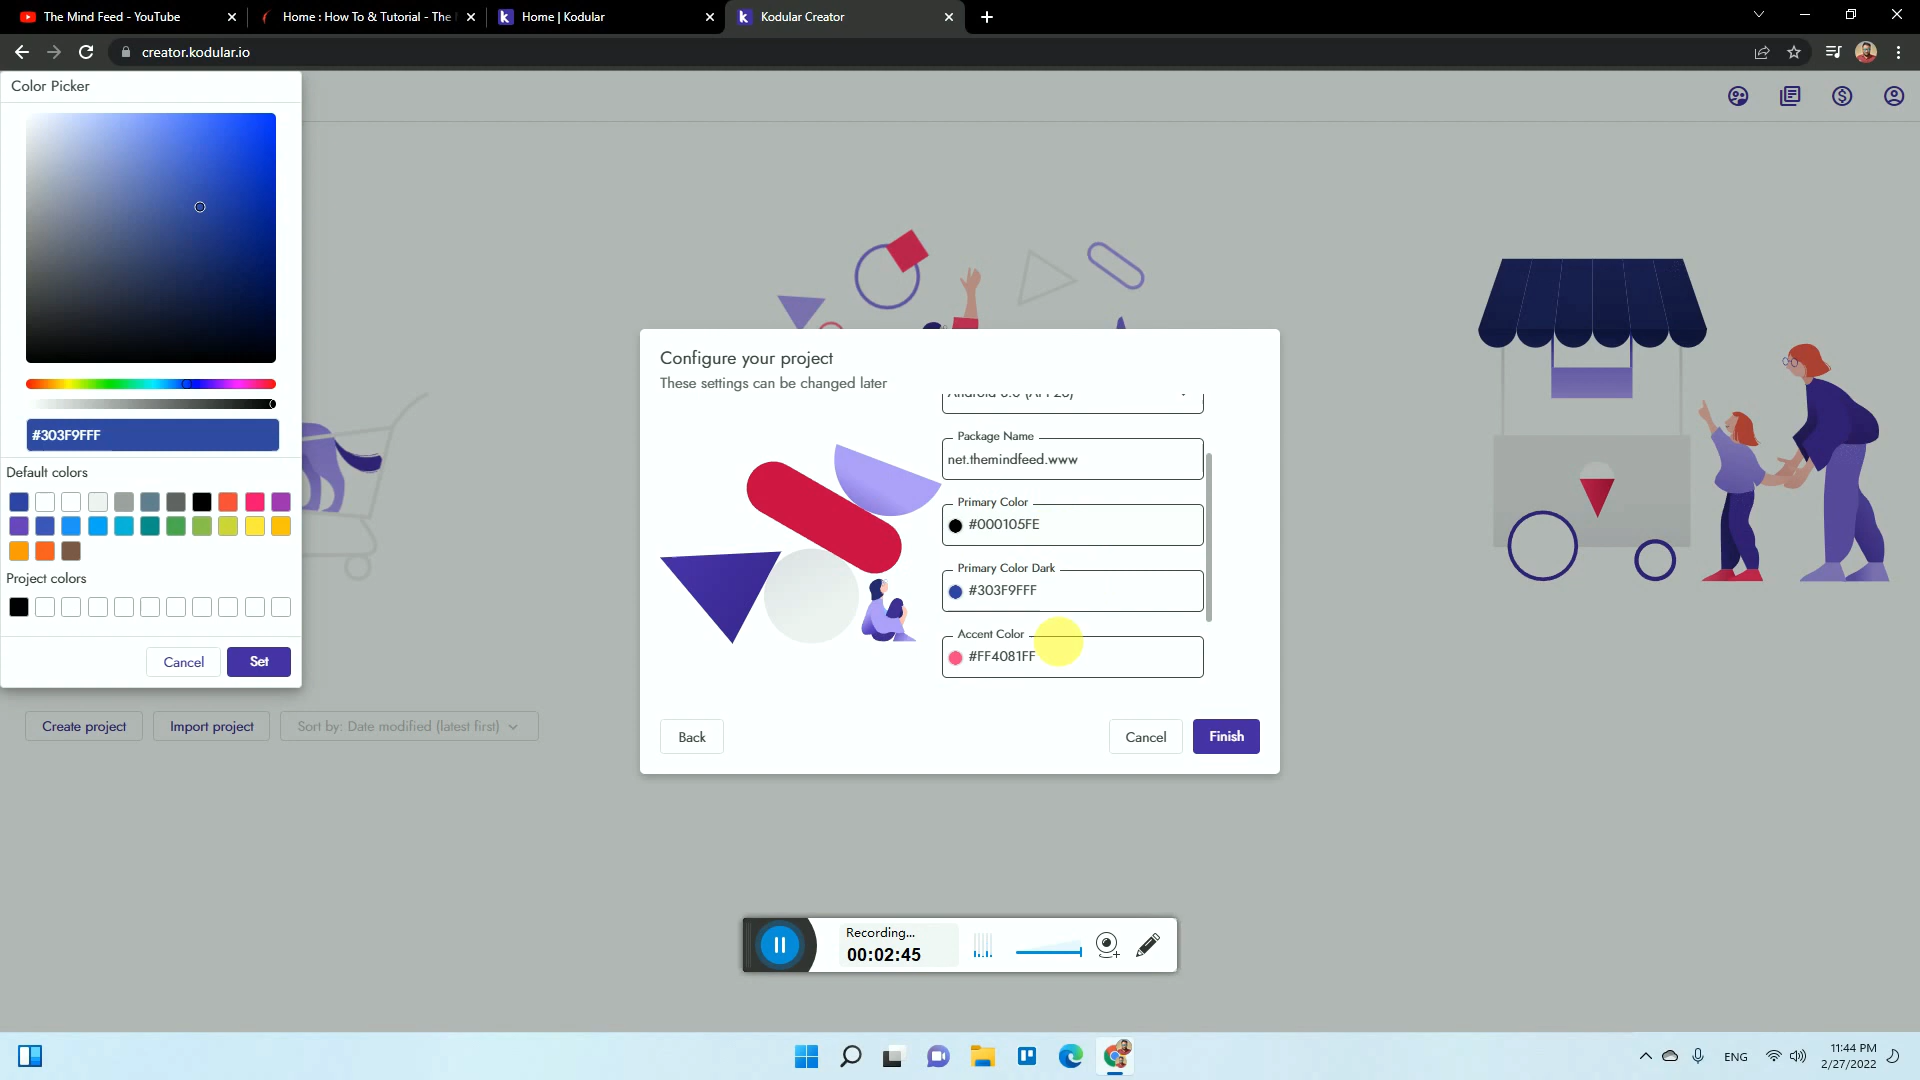 The Mind Feed - YouTube
Home : How To & Tutorial - The
Home | Kodular
Kodular Creator
creator.kodular.io
Color Picker
#303F9FFF
Default colors
Project colors
Cancel
Set
Create project
Import project
Sort by: Date modified (latest first)
Configure your project
These settings can be changed later
Package Name
net.themindfeed.www
Primary Color
#000105FE
Primary Color Dark
#303F9FFF
Accent Color
#FF4081FF
Back
Cancel
Finish
Recording...
00:02:45
ENG
11:44 PM
2/27/2022